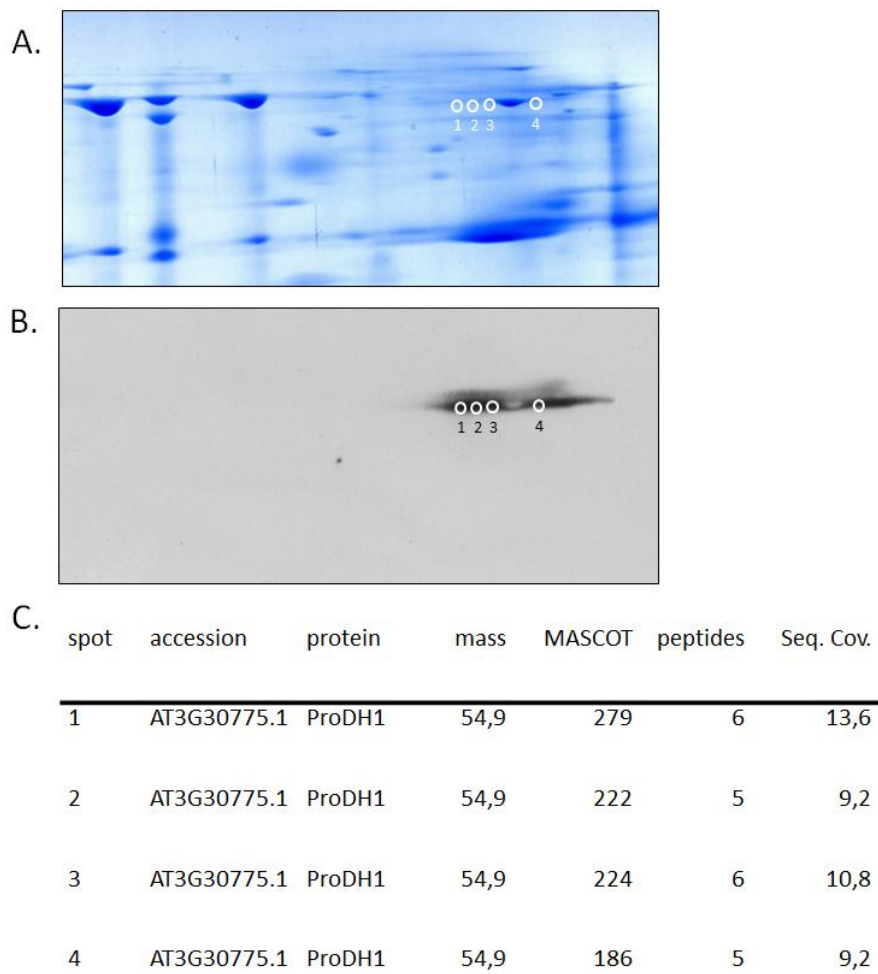 A.
1 2 3 4
B.
1 2 3 4
C.
spot accession protein mass MASCOT peptides Seq. Cov.
1 AT3G30775.1 ProDH1 54,9 279 6 13,6
2 AT3G30775.1 ProDH1 54,9 222 5 9,2
3 AT3G30775.1 ProDH1 54,9 224 6 10,8
4 AT3G30775.1 ProDH1 54,9 186 5 9,2